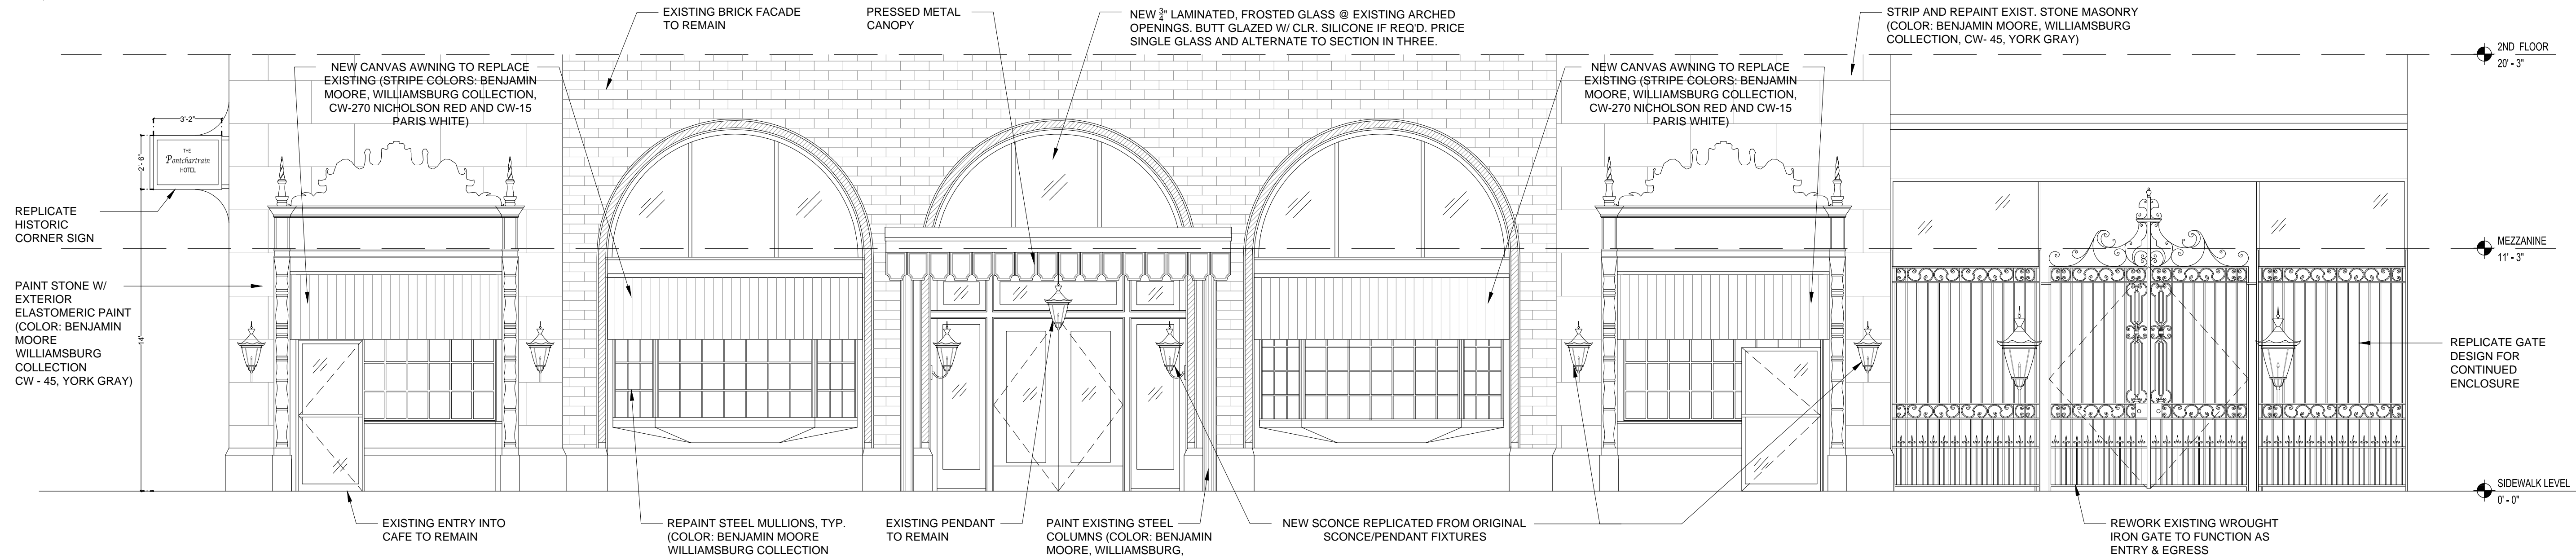 EXISTING BRICK FACADE
TO REMAIN
PRESSED METAL
CANOPY
NEW 3/4" LAMINATED, FROSTED GLASS @ EXISTING ARCHED
OPENINGS. BUTT GLAZED W/ CLR. SILICONE IF REQ'D. PRICE
SINGLE GLASS AND ALTERNATE TO SECTION IN THREE.
STRIP AND REPAINT EXIST. STONE MASONRY
(COLOR: BENJAMIN MOORE, WILLIAMSBURG
COLLECTION, CW- 45, YORK GRAY)
2ND FLOOR
20' - 3"
NEW CANVAS AWNING TO REPLACE
EXISTING (STRIPE COLORS: BENJAMIN
MOORE, WILLIAMSBURG COLLECTION,
CW-270 NICHOLSON RED AND CW-15
PARIS WHITE)
NEW CANVAS AWNING TO REPLACE
EXISTING (STRIPE COLORS: BENJAMIN
MOORE, WILLIAMSBURG COLLECTION,
CW-270 NICHOLSON RED AND CW-15
PARIS WHITE)
3'-2"
2'- 6"
THE
Pontchartrain
HOTEL
REPLICATE
HISTORIC
CORNER SIGN
MEZZANINE
11' - 3"
PAINT STONE W/
EXTERIOR
ELASTOMERIC PAINT
(COLOR: BENJAMIN
MOORE
WILLIAMSBURG
COLLECTION
CW - 45, YORK GRAY)
14'
REPLICATE GATE
DESIGN FOR
CONTINUED
ENCLOSURE
SIDEWALK LEVEL
0' - 0"
EXISTING ENTRY INTO
CAFE TO REMAIN
REPAINT STEEL MULLIONS, TYP.
(COLOR: BENJAMIN MOORE
WILLIAMSBURG COLLECTION
EXISTING PENDANT
TO REMAIN
PAINT EXISTING STEEL
COLUMNS (COLOR: BENJAMIN
MOORE, WILLIAMSBURG,
NEW SCONCE REPLICATED FROM ORIGINAL
SCONCE/PENDANT FIXTURES
REWORK EXISTING WROUGHT
IRON GATE TO FUNCTION AS
ENTRY & EGRESS